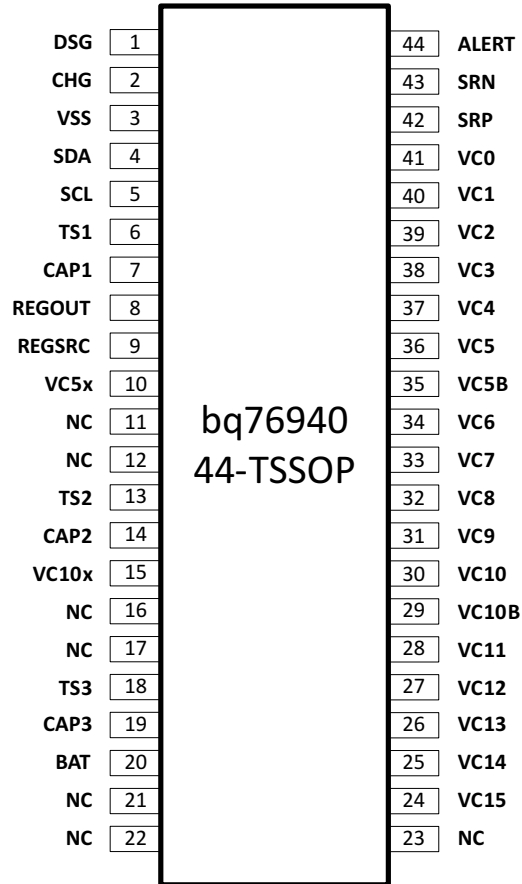 DSG 1 44 ALERT
CHG 2 43 SRN
VSS 3 42 SRP
SDA 4 41 VC0
SCL 5 40 VC1
TS1 6 39 VC2
CAP1 7 38 VC3
REGOUT 8 37 VC4
REGSRC 9 36 VC5
VC5x 10 35 VC5B
NC 11 34 VC6
bq76940
NC 12 33 VC7
44-TSSOP
TS2 13 32 VC8
CAP2 14 31 VC9
VC10x 15 30 VC10
NC 16 29 VC10B
NC 17 28 VC11
TS3 18 27 VC12
CAP3 19 26 VC13
BAT 20 25 VC14
NC 21 24 VC15
NC 22 23 NC